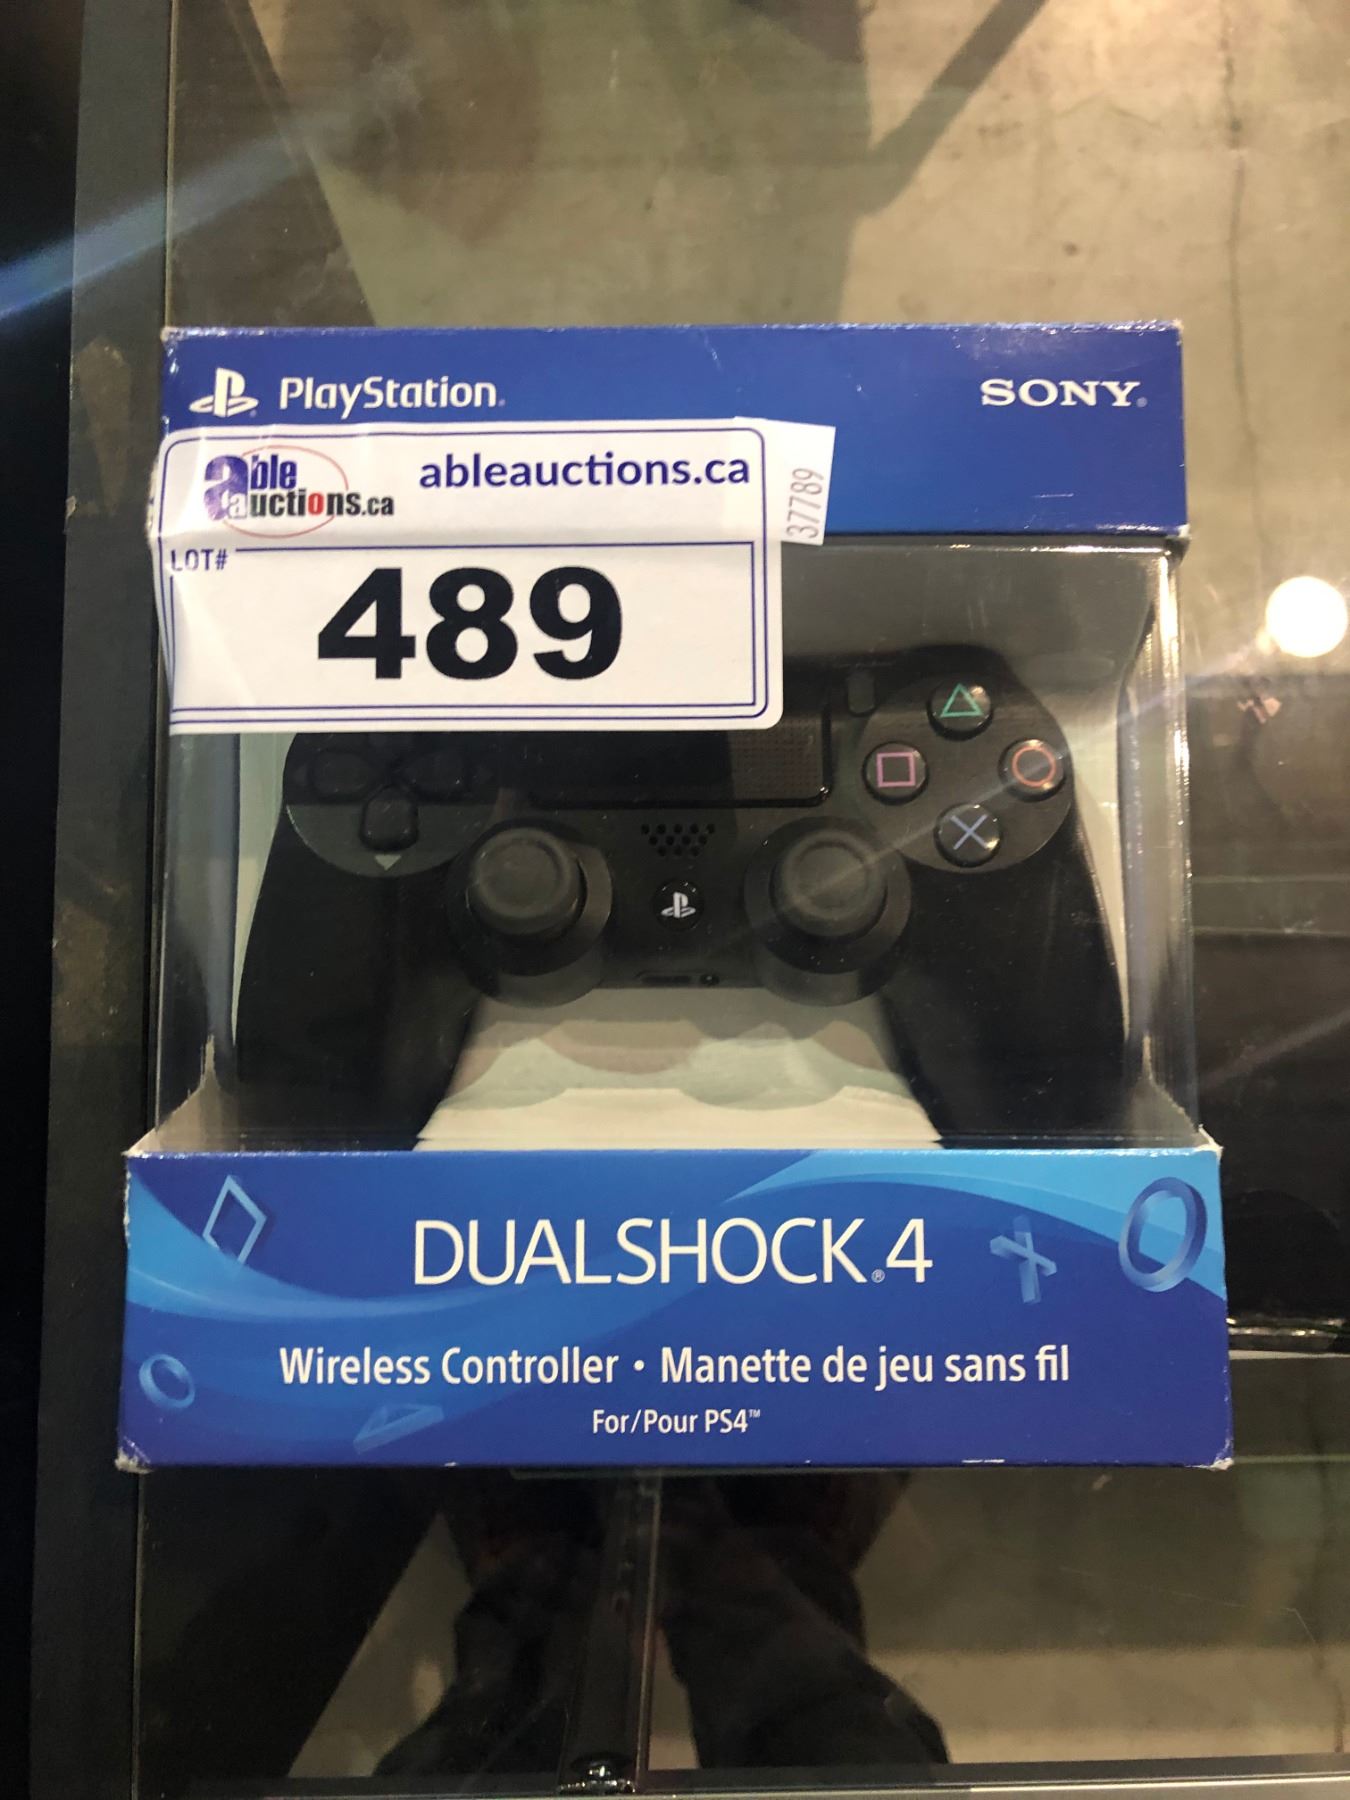 PlayStation®
SONY®
able
auctions.ca
ableauctions.ca
37789
LOT#
489
DUALSHOCK®4
Wireless Controller • Manette de jeu sans fil
For/Pour PS4™